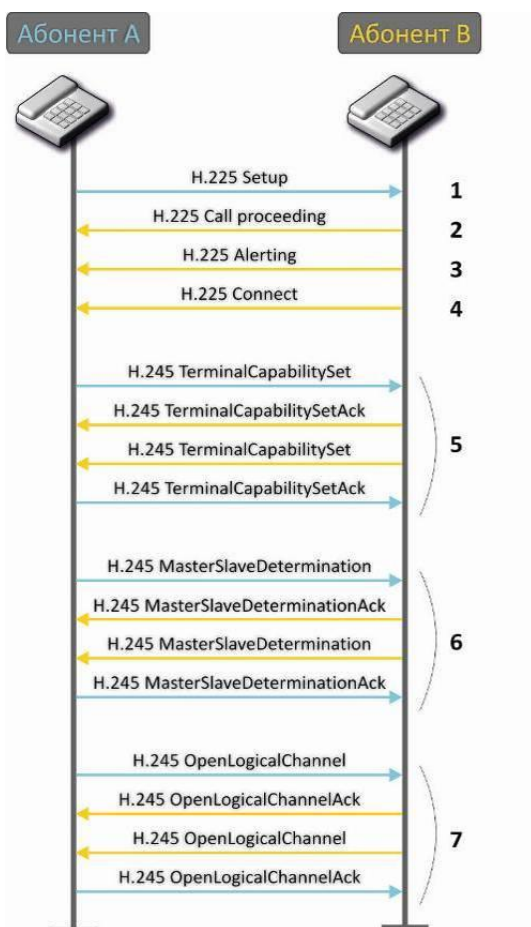 Абонент A
Абонент B
H.225 Setup
1
H.225 Call proceeding
2
H.225 Alerting
3
H.225 Connect
4
H.245 TerminalCapabilitySet
H.245 TerminalCapabilitySetAck
H.245 TerminalCapabilitySet
5
H.245 TerminalCapabilitySetAck
H.245 MasterSlaveDetermination
H.245 MasterSlaveDeterminationAck
H.245 MasterSlaveDetermination
6
H.245 MasterSlaveDeterminationAck
H.245 OpenLogicalChannel
H.245 OpenLogicalChannelAck
H.245 OpenLogicalChannel
7
H.245 OpenLogicalChannelAck